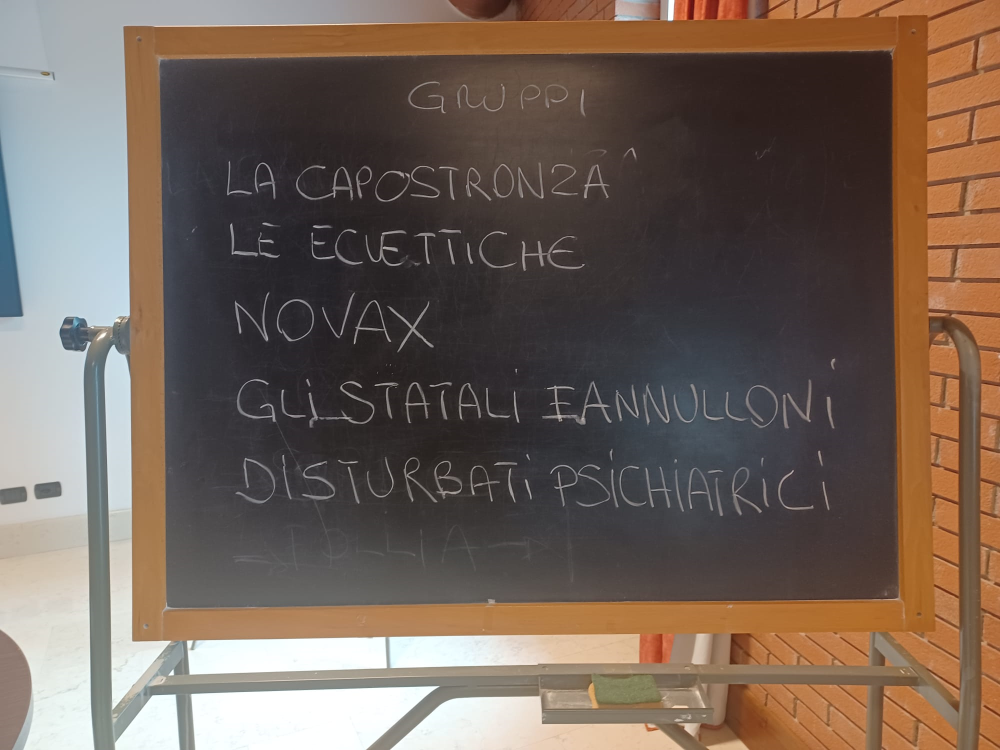 GRUPPI
LA CAPOSTRONZA
LE ECLETTICHE
NOVAX
GLI STATALI E ANNULLONI
DISTURBATI PSICHIATRICI